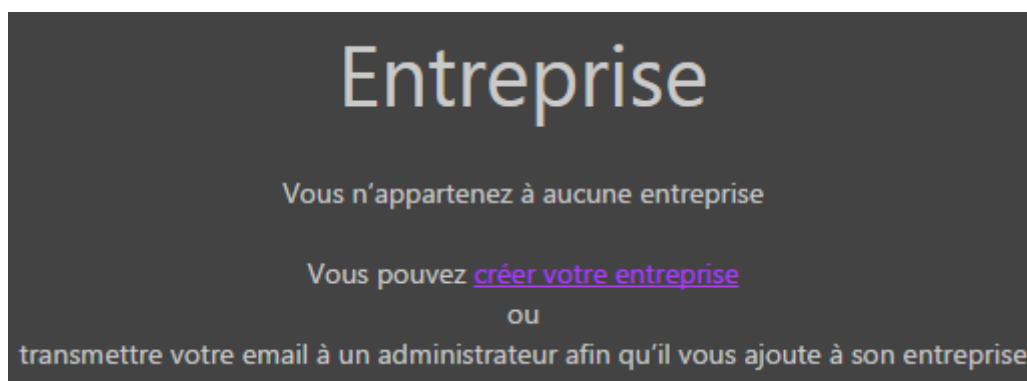 Entreprise
Vous n’appartenez à aucune entreprise
Vous pouvez créer votre entreprise
ou
transmettre votre email à un administrateur afin qu’il vous ajoute à son entreprise